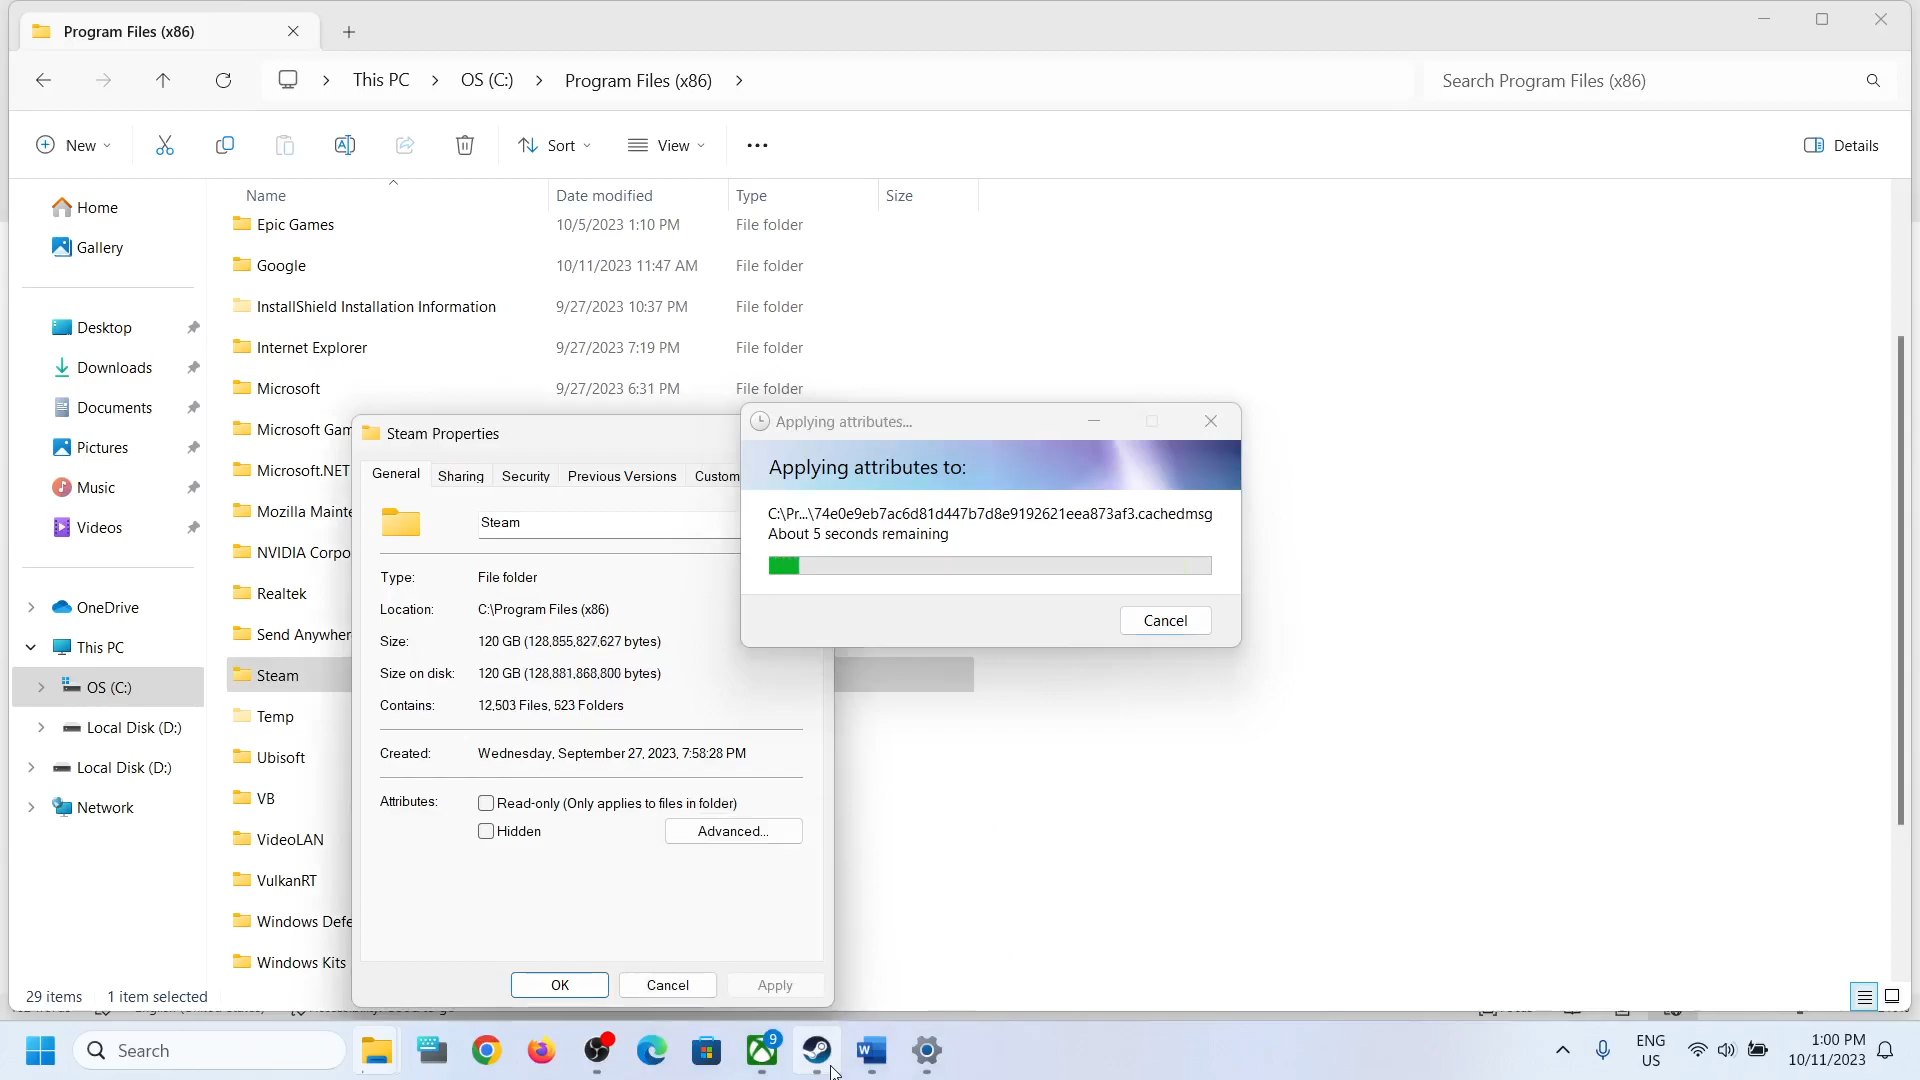 Program Files (x86)
This PC
OS (C:)
Program Files (x86)
Search Program Files (x86)
New
Sort
View
Details
Name
Date modified
Type
Size
Home
Gallery
Desktop
Downloads
Documents
Pictures
Music
Videos
OneDrive
This PC
OS (C:)
Local Disk (D:)
Local Disk (D:)
Network
Epic Games 10/5/2023 1:10 PM File folder
Google 10/11/2023 11:47 AM File folder
InstallShield Installation Information 9/27/2023 10:37 PM File folder
Internet Explorer 9/27/2023 7:19 PM File folder
Microsoft 9/27/2023 6:31 PM File folder
Microsoft Gam
Microsoft.NET
Mozilla Mainte
NVIDIA Corpo
Realtek
Send Anywher
Steam
Temp
Ubisoft
VB
VideoLAN
VulkanRT
Windows Defe
Windows Kits
Steam Properties
General
Sharing
Security
Previous Versions
Custom
Steam
Type: File folder
Location: C:\Program Files (x86)
Size: 120 GB (128,855,827,627 bytes)
Size on disk: 120 GB (128,881,868,800 bytes)
Contains: 12,503 Files, 523 Folders
Created: Wednesday, September 27, 2023, 7:58:28 PM
Attributes: Read-only (Only applies to files in folder)
Hidden
Advanced...
OK
Cancel
Apply
Applying attributes...
Applying attributes to:
C:\Pr...\74e0e9eb7ac6d81d447b7d8e9192621eea873af3.cachedmsg
About 5 seconds remaining
Cancel
29 items
1 item selected
Search
9
ENG
US
1:00 PM
10/11/2023